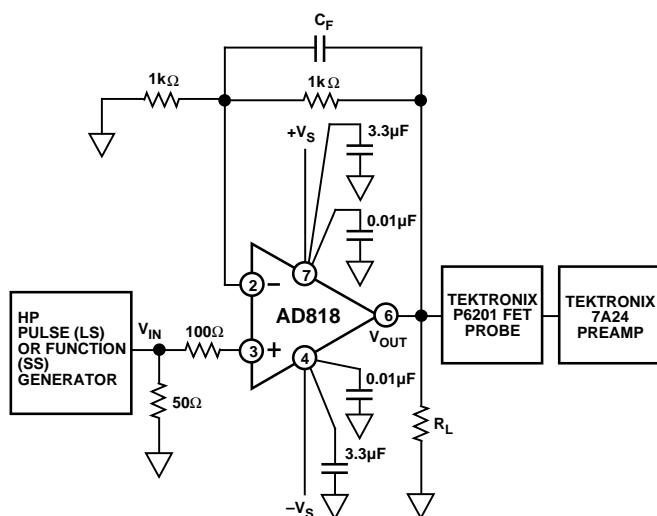 C_F
1kΩ
1kΩ
+V_S
3.3µF
0.01µF
2
–
7
HP
PULSE (LS)
OR FUNCTION
(SS)
GENERATOR
V_IN
100Ω
3
+
AD818
6
V_OUT
TEKTRONIX
P6201 FET
PROBE
TEKTRONIX
7A24
PREAMP
4
50Ω
0.01µF
3.3µF
R_L
–V_S